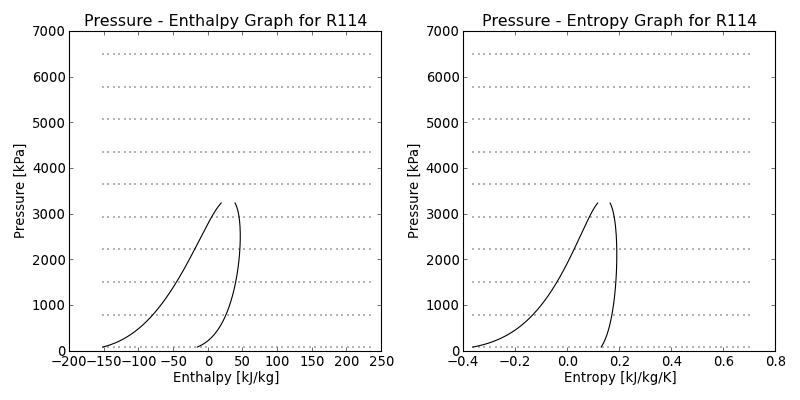 Pressure - Enthalpy Graph for R114
7000
6000
5000
4000
3000
2000
1000
0
Pressure [kPa]
−200 −150 −100 −50 0 50 100 150 200 250
Enthalpy [kJ/kg]
Pressure - Entropy Graph for R114
7000
6000
5000
4000
3000
2000
1000
0
Pressure [kPa]
−0.4 −0.2 0.0 0.2 0.4 0.6 0.8
Entropy [kJ/kg/K]